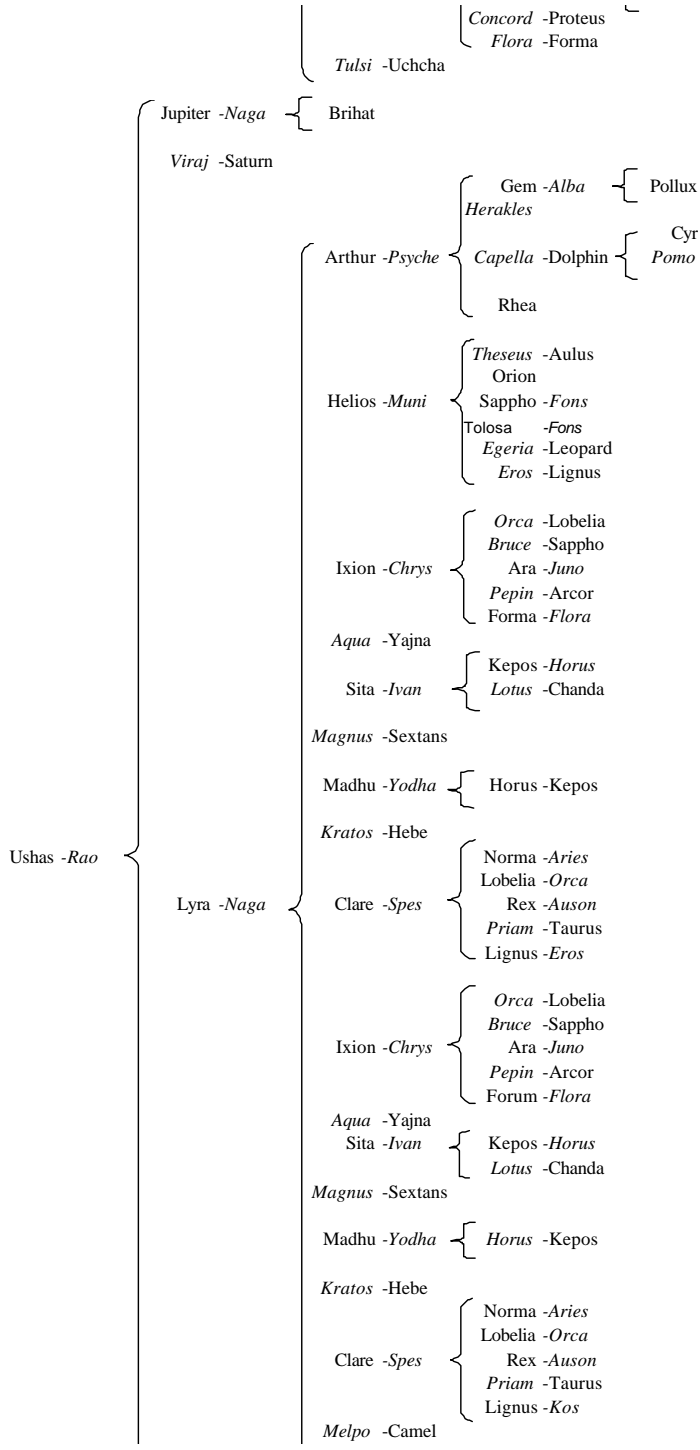 Concord -Proteus
Flora -Forma
Tulsi -Uchcha
Jupiter -Naga Brihat
Viraj -Saturn
Gem -Alba Pollux
Herakles
Cyr
Arthur -Psyche Capella -Dolphin Pomo
Rhea
Theseus -Aulus
Orion
Helios -Muni Sappho -Fons
Tolosa -Fons
Egeria -Leopard
Eros -Lignus
Orca -Lobelia
Bruce -Sappho
Ixion -Chrys Ara -Juno
Pepin -Arcor
Forma -Flora
Aqua -Yajna
Kepos -Horus
Sita -Ivan Lotus -Chanda
Magnus -Sextans
Madhu -Yodha Horus -Kepos
Kratos -Hebe
Ushas -Rao Norma -Aries
Lobelia -Orca
Lyra -Naga Clare -Spes Rex -Auson
Priam -Taurus
Lignus -Eros
Orca -Lobelia
Bruce -Sappho
Ixion -Chrys Ara -Juno
Pepin -Arcor
Forum -Flora
Aqua -Yajna
Sita -Ivan Kepos -Horus
Lotus -Chanda
Magnus -Sextans
Madhu -Yodha Horus -Kepos
Kratos -Hebe
Norma -Aries
Lobelia -Orca
Clare -Spes Rex -Auson
Priam -Taurus
Lignus -Kos
Melpo -Camel